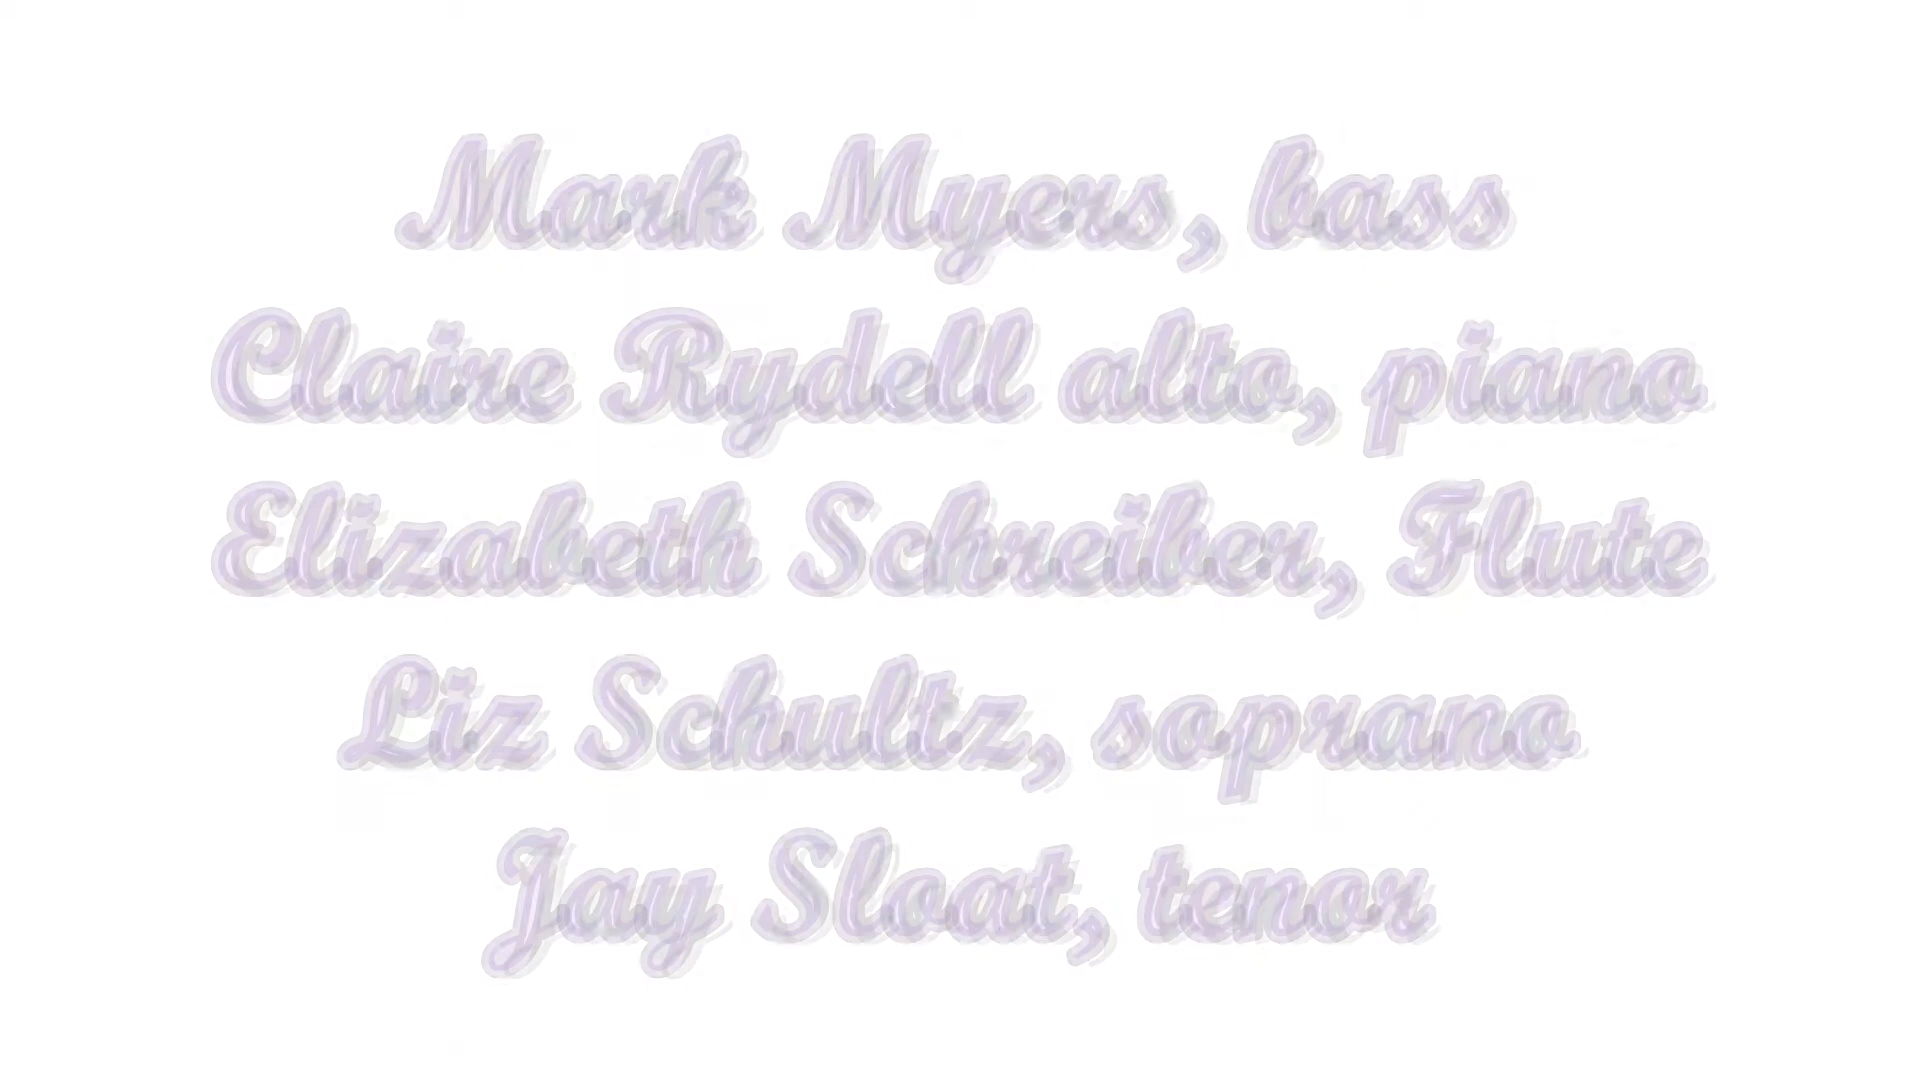 Mark Myers, bass
Claire Rydell alto, piano
Elizabeth Schreiber, Flute
Liz Schultz, soprano
Jay Sloat, tenor